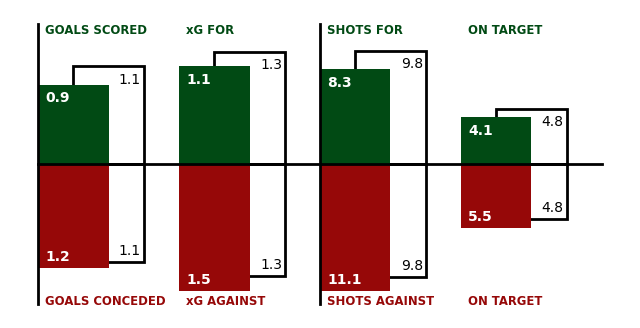 GOALS SCORED xG FOR SHOTS FOR ON TARGET
1.1 1.3 9.8 4.8
0.9 1.1 8.3 4.1
1.1 1.3 9.8 4.8
1.2 1.5 11.1 5.5
GOALS CONCEDED xG AGAINST SHOTS AGAINST ON TARGET